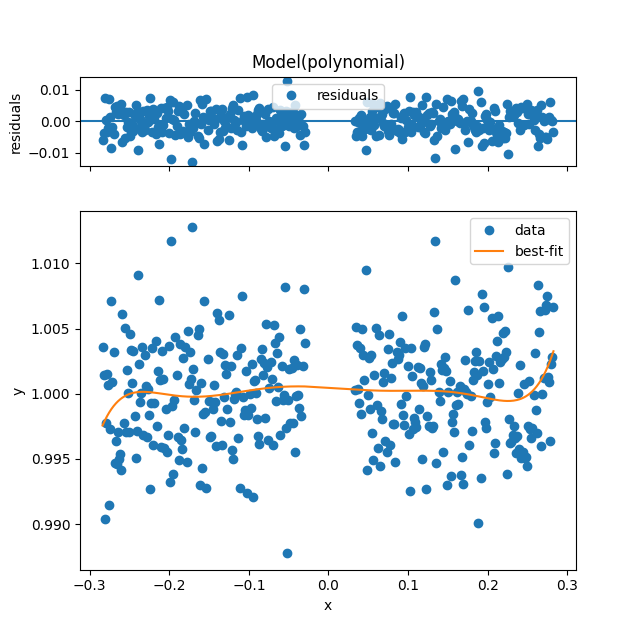 Model(polynomial)
0.01
0.00
−0.01
residuals
residuals
1.010
1.005
1.000
0.995
0.990
y
data
best-fit
−0.3
−0.2
−0.1
0.0
0.1
0.2
0.3
x